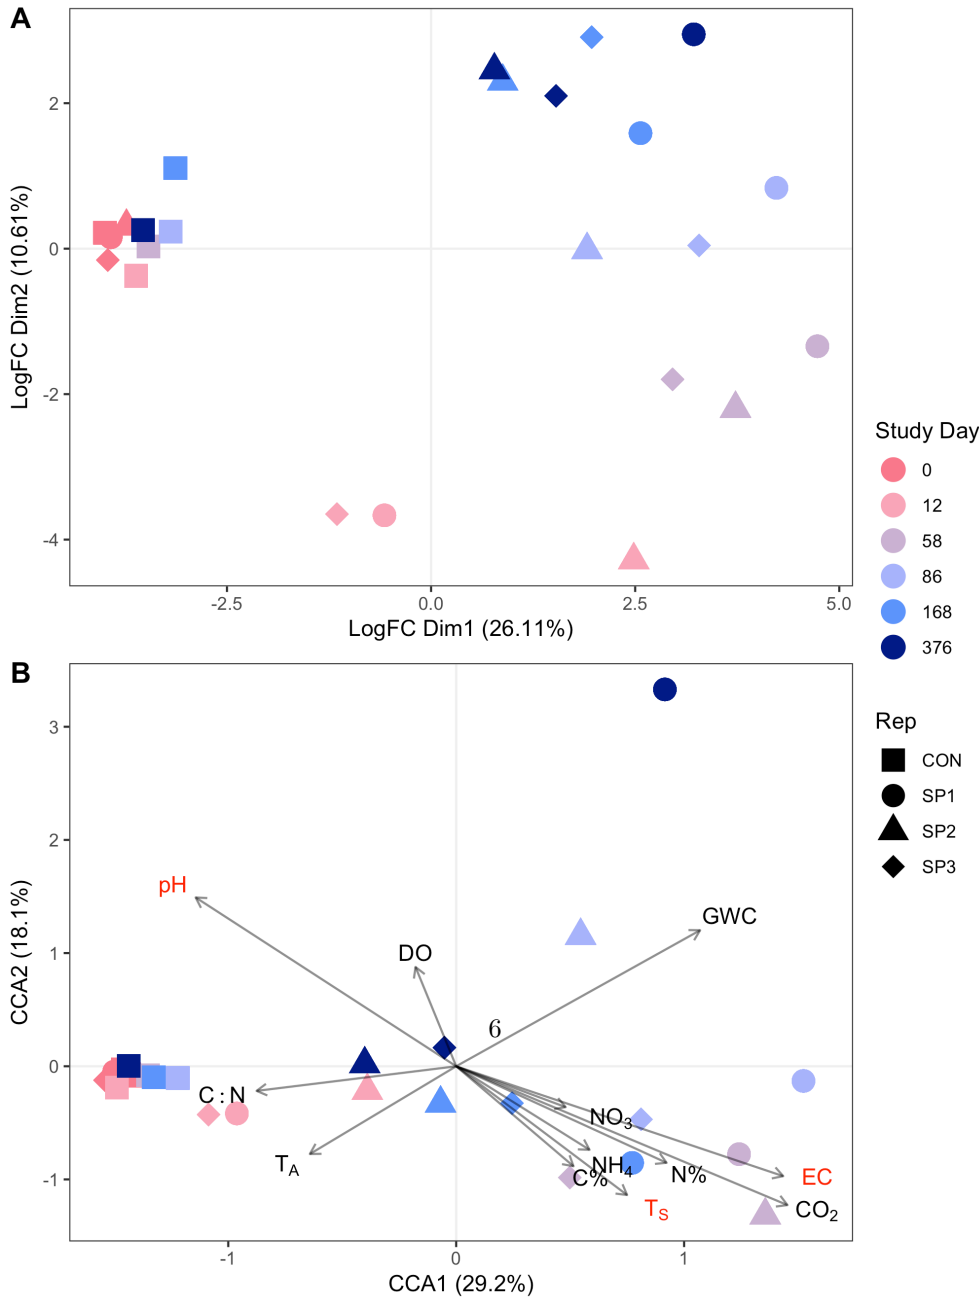 A
2
0
-2
-4
LogFC Dim2 (10.61%)
-2.5
0.0
2.5
5.0
LogFC Dim1 (26.11%)
Study Day
0
12
58
86
168
376
Rep
CON
SP1
SP2
SP3
B
3
2
1
0
-1
CCA2 (18.1%)
pH
GWC
DO
6
C:N
NO3
TA
NH4
C%
N%
EC
TS
CO2
-1
0
1
CCA1 (29.2%)